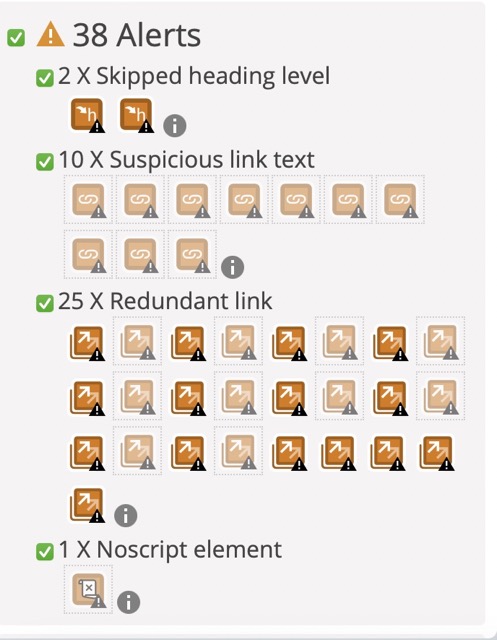 38 Alerts
2 X Skipped heading level
10 X Suspicious link text
25 X Redundant link
1 X Noscript element